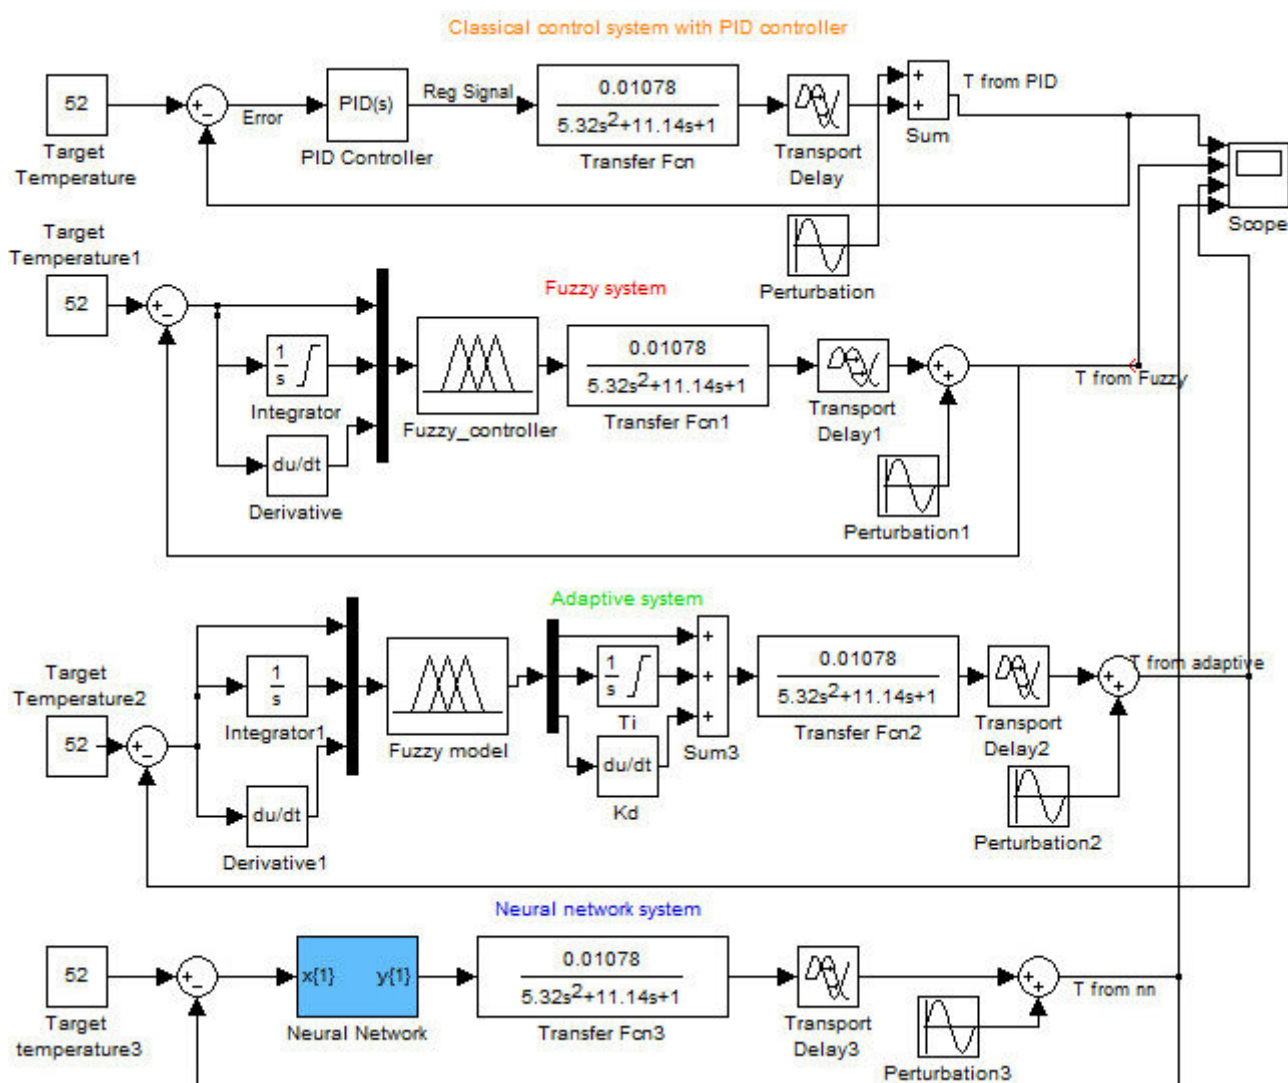 Classical control system with PID controller
52
Target
Temperature
+
−
Error
PID(s)
PID Controller
Reg Signal
0.01078
5.32s²+11.14s+1
Transfer Fcn
Transport
Delay
+
+
Sum
T from PID
Scope
Perturbation
Target
Temperature1
52
+
−
Fuzzy system
1
s
Integrator
du/dt
Derivative
Fuzzy_controller
0.01078
5.32s²+11.14s+1
Transfer Fcn1
Transport
Delay1
+
+
T from Fuzzy
Perturbation1
Adaptive system
Target
Temperature2
52
+
−
1
s
Integrator1
du/dt
Derivative1
Fuzzy model
1
s
Ti
du/dt
Kd
+
+
+
Sum3
0.01078
5.32s²+11.14s+1
Transfer Fcn2
Transport
Delay2
+
+
T from adaptive
Perturbation2
Neural network system
52
Target
temperature3
+
−
x{1}
y{1}
Neural Network
0.01078
5.32s²+11.14s+1
Transfer Fcn3
Transport
Delay3
+
+
T from nn
Perturbation3